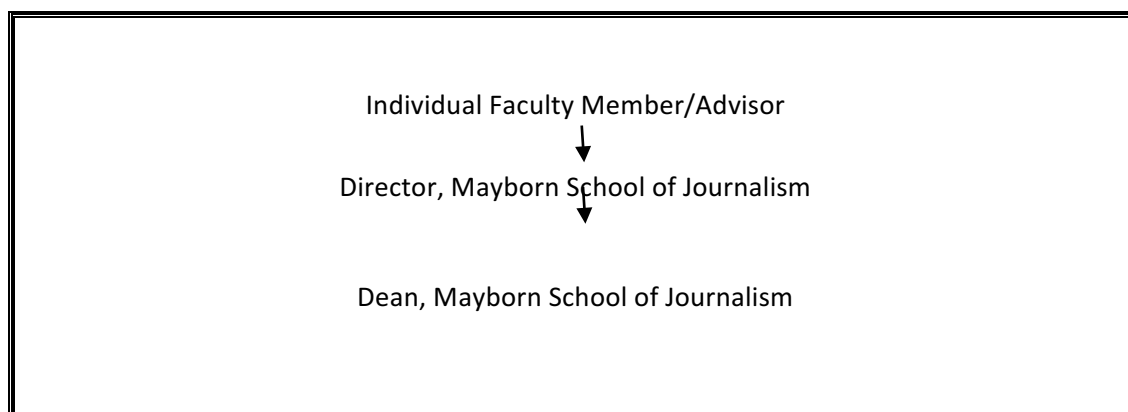 Individual Faculty Member/Advisor
Director, Mayborn School of Journalism
Dean, Mayborn School of Journalism